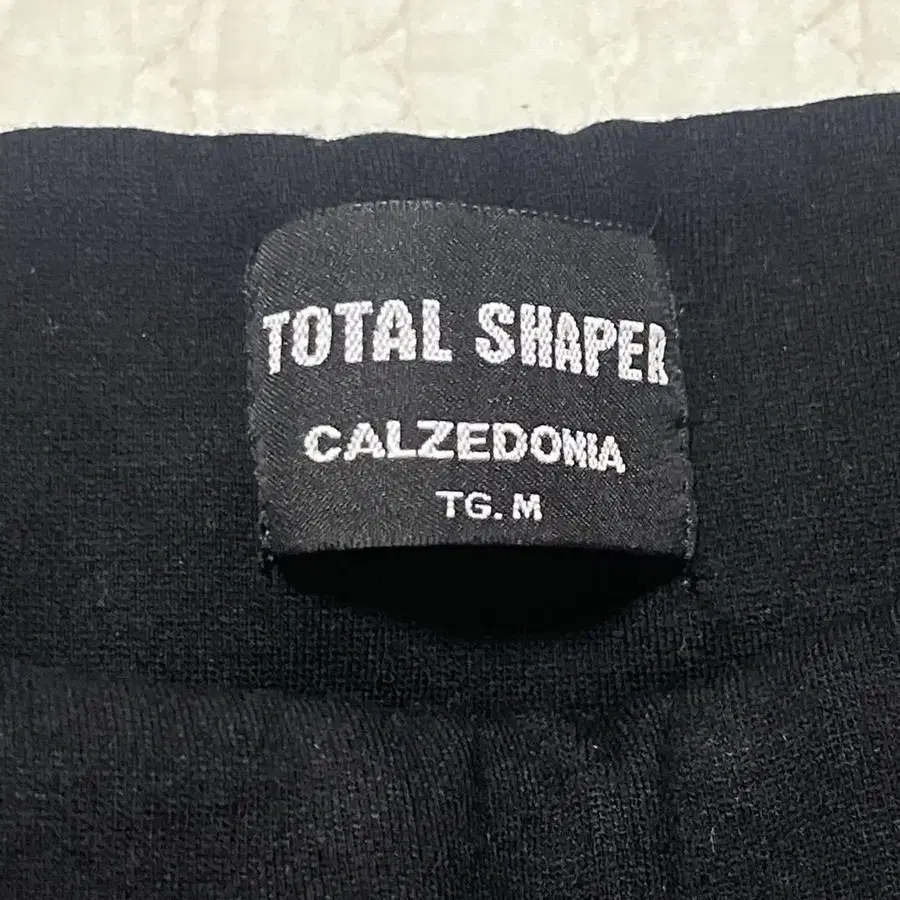 TOTAL SHAPER
CALZEDONIA
TG. M